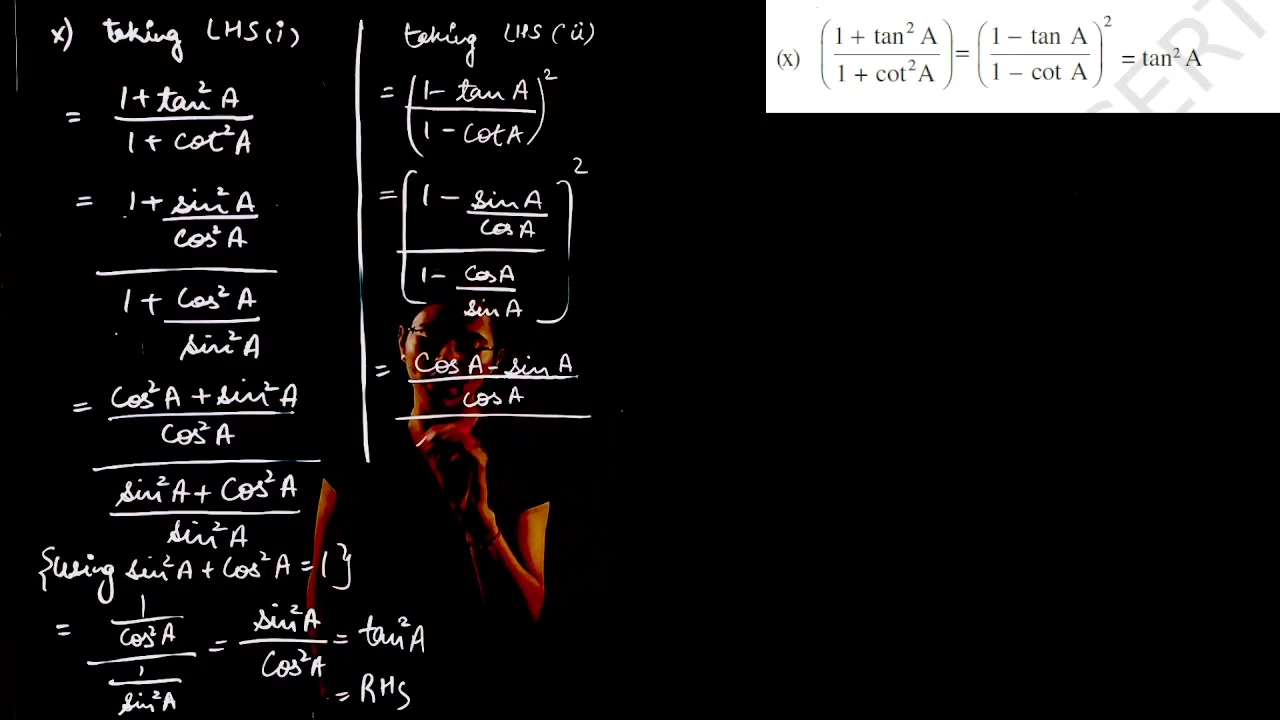 x) taking LHS(i)
= 1 + tan²A / 1 + cot²A
= 1 + sin²A / cos²A
1 + cos²A / sin²A
= cos²A + sin²A / cos²A
sin²A + cos²A / sin²A
{using sin²A + cos²A = 1}
= 1 / cos²A / 1 / sin²A = sin²A / cos²A = tan²A
= RHS
taking LHS (ii)
= (1 - tan A / 1 - cot A)²
= [1 - sin A / cos A
1 - cos A / sin A]²
= cos A - sin A / cos A
(x) (1 + tan² A / 1 + cot² A) = (1 – tan A / 1 – cot A)² = tan² A